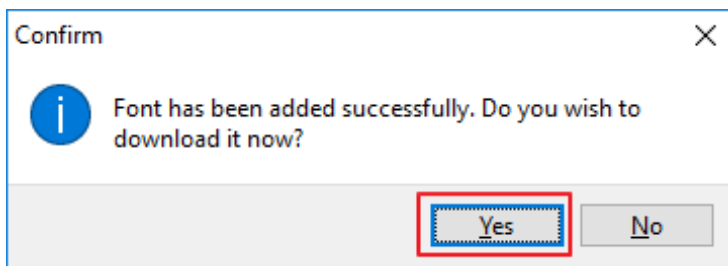 Confirm
Font has been added successfully. Do you wish to
download it now?
Yes
No